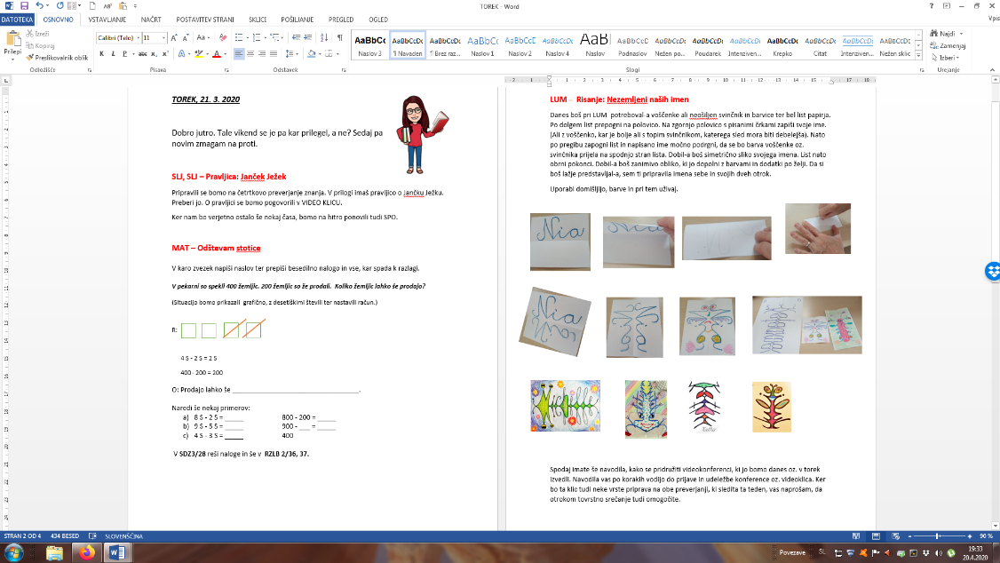 TOREK - Word
Vpis
DATOTEKA OSNOVNO VSTAVLJANJE NAČRT POSTAVITEV STRANI SKLICI POŠILJANJE PREGLED OGLED
Prilepi
Izreži
Kopiraj
Preslikovalnik oblik
Odložišče
Calibri (Telo) 11
Pisava
Odstavek
AaBbCc AaBbCcDc AaBbCcDc AaBbCc AaBbCcD AaBbCcDc AaB AaBbCcD AaBbCcDc AaBbCcDc AaBbCcDc AaBbCcDc AaBbCcDc AaBbCcDc AaBbCcDc
Naslov 3 ¶ Navaden ¶ Brez raz... Naslov 1 Naslov 2 Naslov 4 Naslov Podnaslov Nežen po... Poudarek Intenziven... Krepko Citat Intenziven... Nežen sklic
Slogi
Najdi
Zamenjaj
Izberi
Urejanje
TOREK, 21. 3. 2020
Dobro jutro. Tale vikend se je pa kar prilegel, a ne? Sedaj pa
novim zmagam na proti.
SLJ, SLJ – Pravljica: Janček Ježek
Pripravili se bomo na četrtkovo preverjanje znanja. V prilogi imaš pravljico o Jančku Ježku.
Preberi jo. O pravljici se bomo pogovorili v VIDEO KLICU.
Ker nam bo verjetno ostalo še nekaj časa, bomo na hitro ponovili tudi SPO.
MAT – Odštevam stotice
V karo zvezek napiši naslov ter prepiši besedilno nalogo in vse, kar spada k razlagi.
V pekarni so spekli 400 žemljic. 200 žemljic so že prodali. Koliko žemljic lahko še prodajo?
(Situacijo bomo prikazali grafično, z desetiškimi števili ter nastavili račun.)
R:
4 S - 2 S = 2 S
400- 200 = 200
O: Prodajo lahko še ____________________________________.
Naredi še nekaj primerov:
a) 8 S - 2 S = _____ 800 - 200 = _____
b) 9 S - 5 S = _____ 900 - ___ = _____
c) 4 S - 3 S = _____ 400
V SDZ3/28 reši naloge in še v RZLB 2/36, 37.
LUM – Risanje: Nezemljeni naših imen
Danes boš pri LUM potreboval-a voščenke ali neošiljen svinčnik in barvice ter bel list papirja.
Po dolgem list prepogni na polovico. Na zgornjo polovico s pisanimi črkami zapiši svoje ime.
(Ali z voščenko, kar je bolje ali s topim svinčnikom, katerega sled mora biti debelejša). Nato
po pregibu zapogni list in napisano ime močno podrgni, da se bo barva voščenke oz.
svinčnika prijela na spodnjo stran lista. Dobil-a boš simetrično sliko svojega imena. List nato
obrni pokonci. Dobil-a boš zanimivo obliko, ki jo dopolni z barvami in dodatki po želji. Da si
boš lažje predstavljal-a, sem ti pripravila imena sebe in svojih dveh otrok.
Uporabi domišljijo, barve in pri tem uživaj.
Nia
Nia
Nia
Spodaj imate še navodila, kako se pridružiti videokonferenci, ki jo bomo danes oz. v torek
izvedli. Navodila vas po korakih vodijo do prijave in udeležbe konference oz. videoklica. Ker
bo ta klic tudi neke vrste priprava na obe preverjanji, ki sledita ta teden, vas naprošam, da
otrokom tovrstno srečanje tudi omogočite.
STRAN 2 OD 4 434 BESED SLOVENŠČINA 90 %
Povezave SL 19:33
20.4.2020